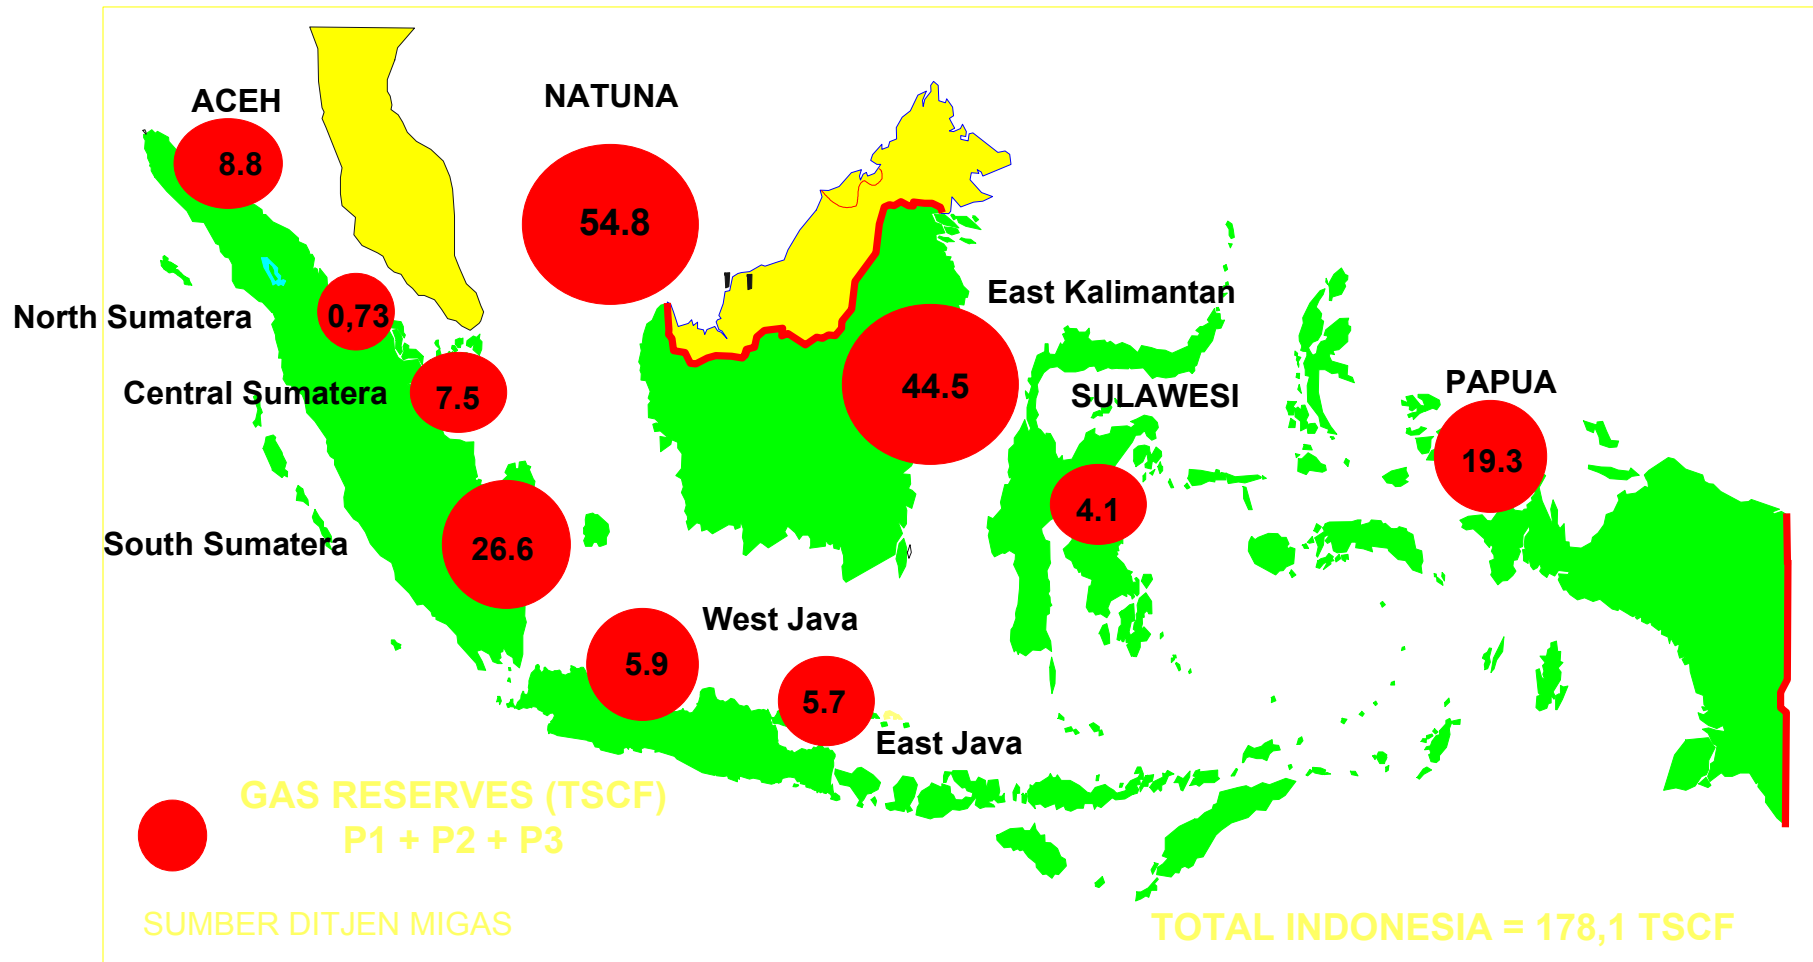 ACEH
8.8
NATUNA
54.8
North Sumatera
0,73
East Kalimantan
44.5
Central Sumatera
7.5
SULAWESI
4.1
PAPUA
19.3
South Sumatera
26.6
West Java
5.9
5.7
East Java
GAS RESERVES (TSCF)
P1 + P2 + P3
SUMBER DITJEN MIGAS
TOTAL INDONESIA = 178,1 TSCF